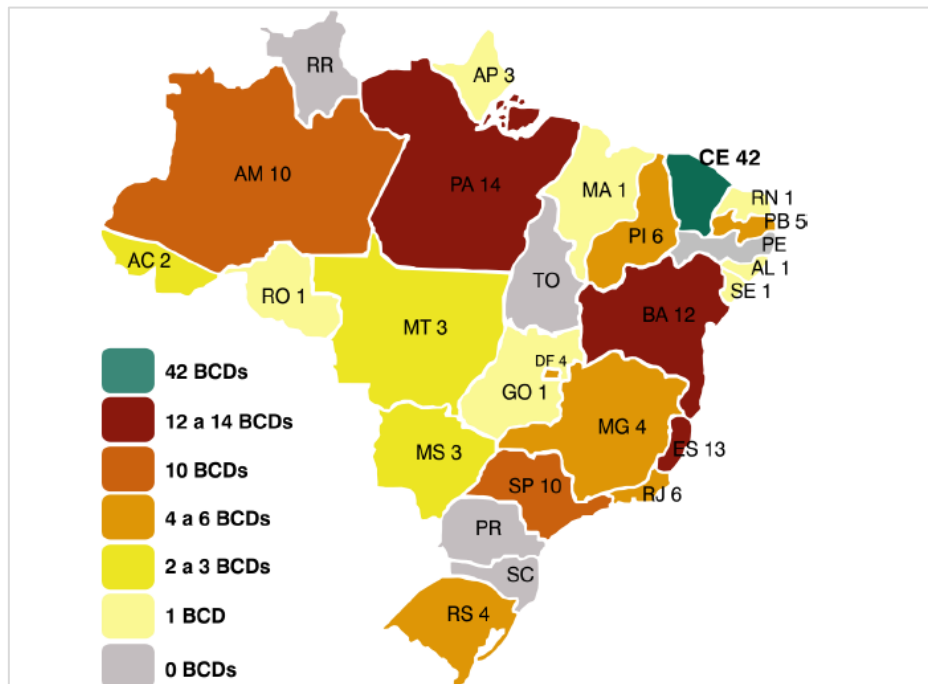 RR
AP 3
AM 10
PA 14
CE 42
MA 1
RN 1
PB 5
PI 6
PE
AC 2
AL 1
TO
SE 1
RO 1
BA 12
MT 3
DF 4
GO 1
MG 4
MS 3
ES 13
SP 10
RJ 6
PR
SC
RS 4
42 BCDs
12 a 14 BCDs
10 BCDs
4 a 6 BCDs
2 a 3 BCDs
1 BCD
0 BCDs